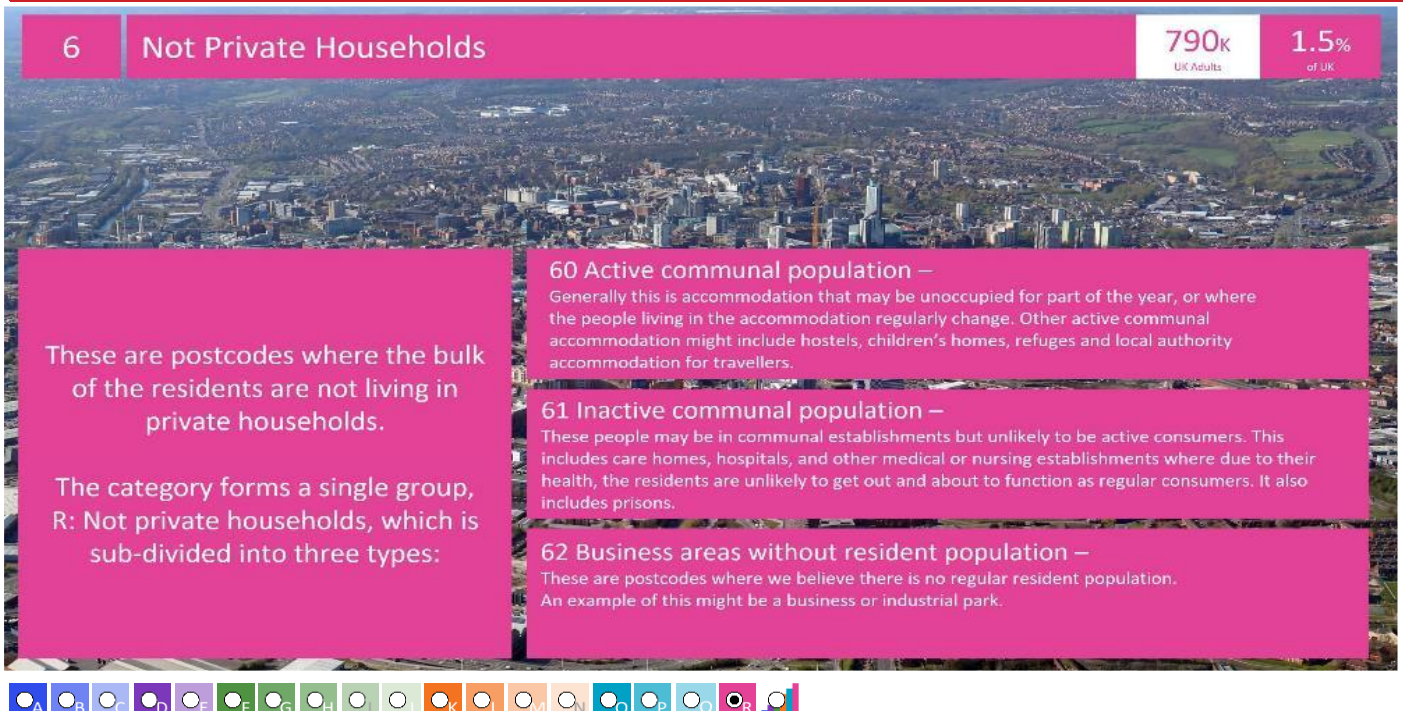 6
Not Private Households
790K
UK Adults
1.5%
of UK
These are postcodes where the bulk
of the residents are not living in
private households.
The category forms a single group,
R: Not private households, which is
sub-divided into three types:
60 Active communal population –
Generally this is accommodation that may be unoccupied for part of the year, or where
the people living in the accommodation regularly change. Other active communal
accommodation might include hostels, children’s homes, refuges and local authority
accommodation for travellers.
61 Inactive communal population –
These people may be in communal establishments but unlikely to be active consumers. This
includes care homes, hospitals, and other medical or nursing establishments where due to their
health, the residents are unlikely to get out and about to function as regular consumers. It also
includes prisons.
62 Business areas without resident population –
These are postcodes where we believe there is no regular resident population.
An example of this might be a business or industrial park.
A B C D E F G H I J K L M N O P Q R